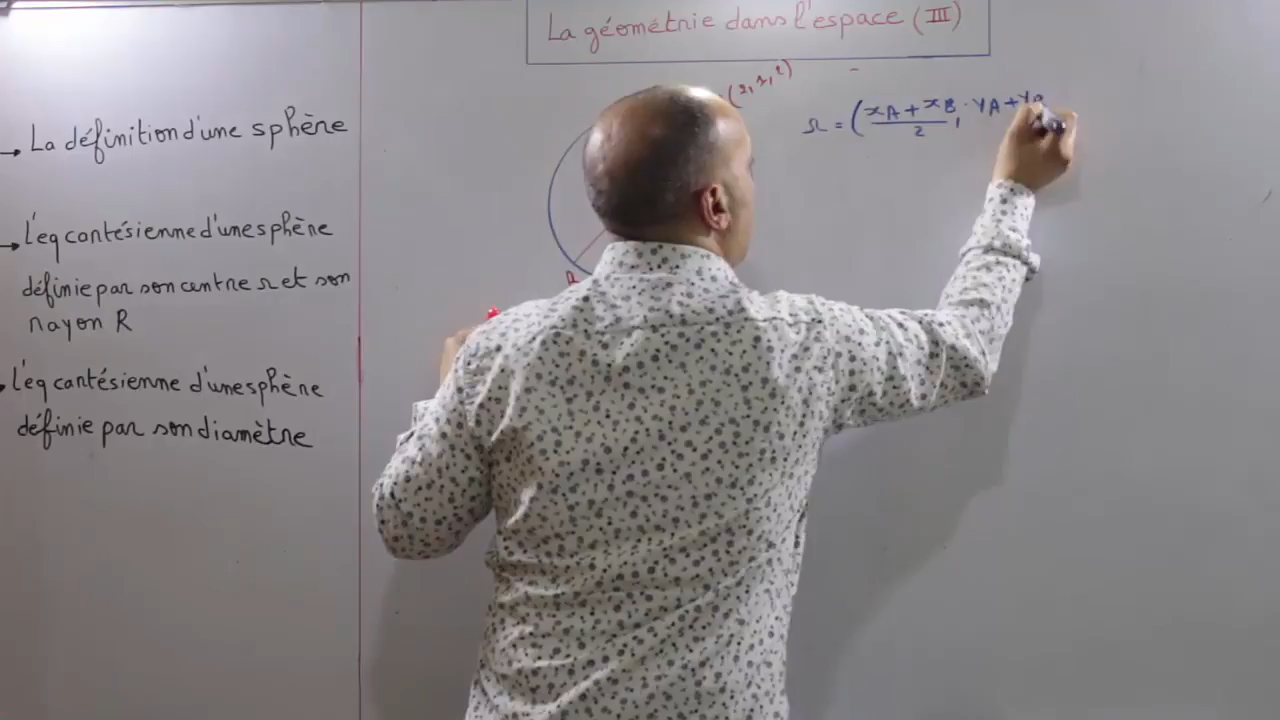 La géométrie dans l'espace (III)
→ La définition d'une sphère
→ l'eq cartésienne d'une sphère
définie par son centre Ω et son
rayon R
l'eq cartésienne d'une sphère
définie par son diamètre
A
Ω = (xA + xB / 2, yA + yB